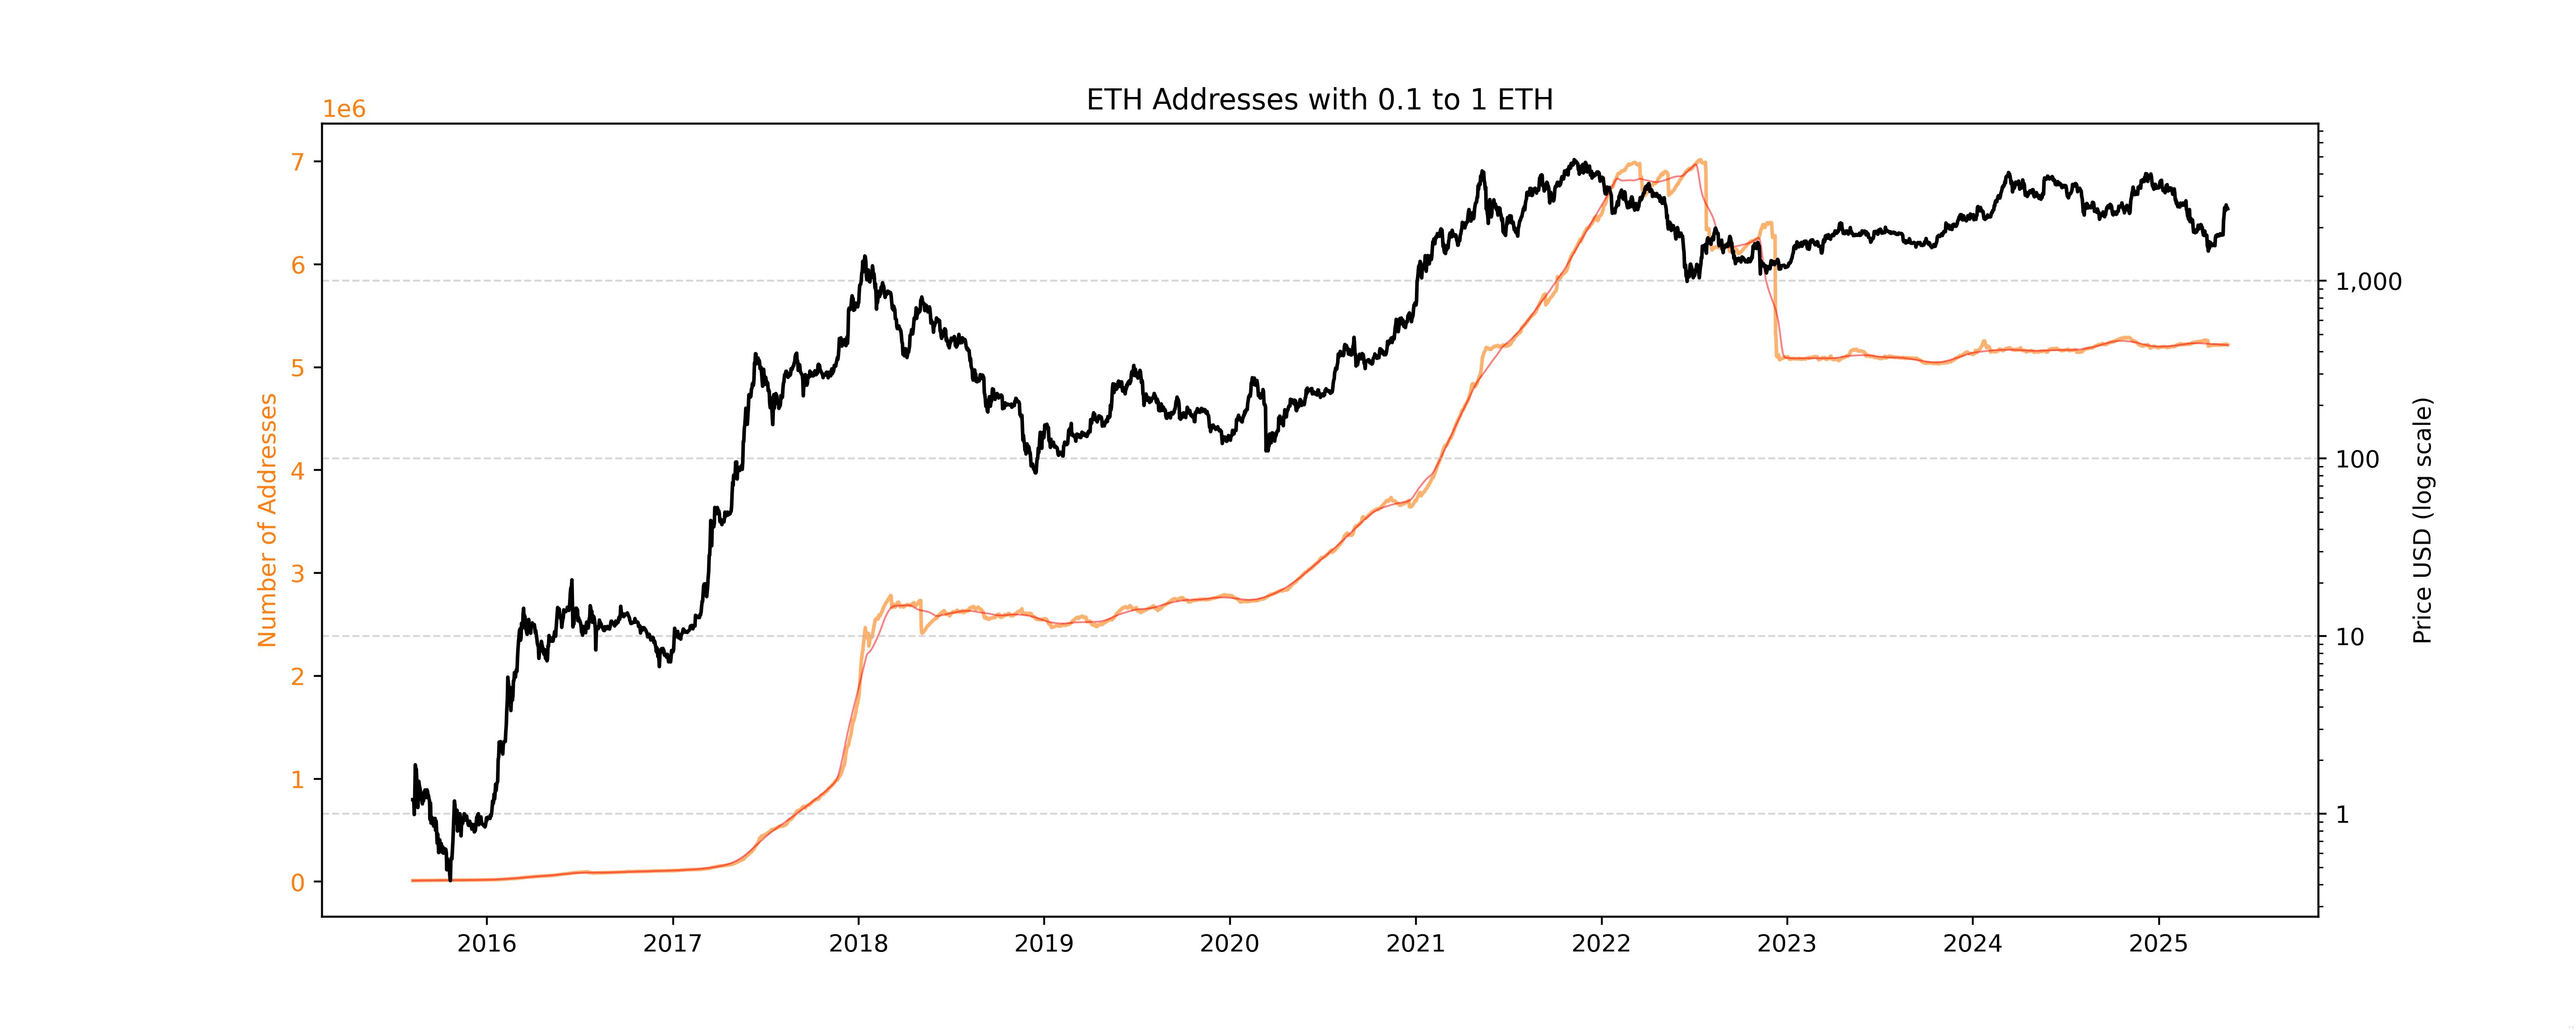 ETH Addresses with 0.1 to 1 ETH
1e6
7
6
5
4
3
2
1
0
Number of Addresses
1,000
100
10
1
Price USD (log scale)
2016 2017 2018 2019 2020 2021 2022 2023 2024 2025